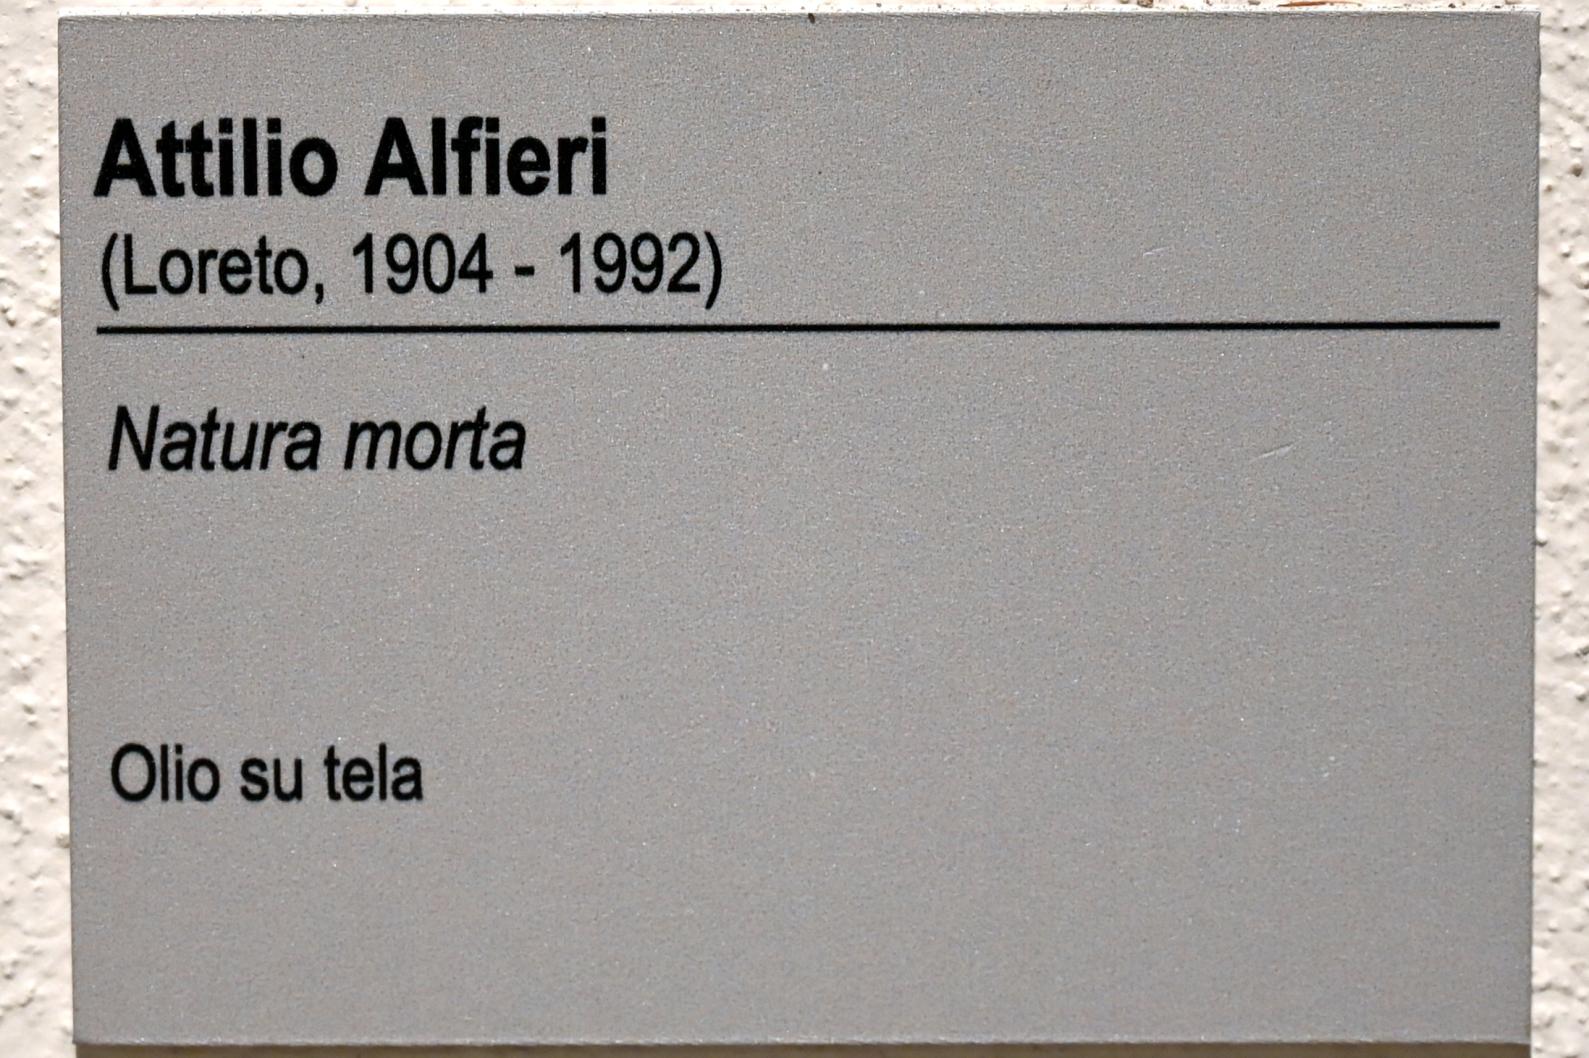 Attilio Alfieri
(Loreto, 1904 - 1992)
Natura morta
Olio su tela